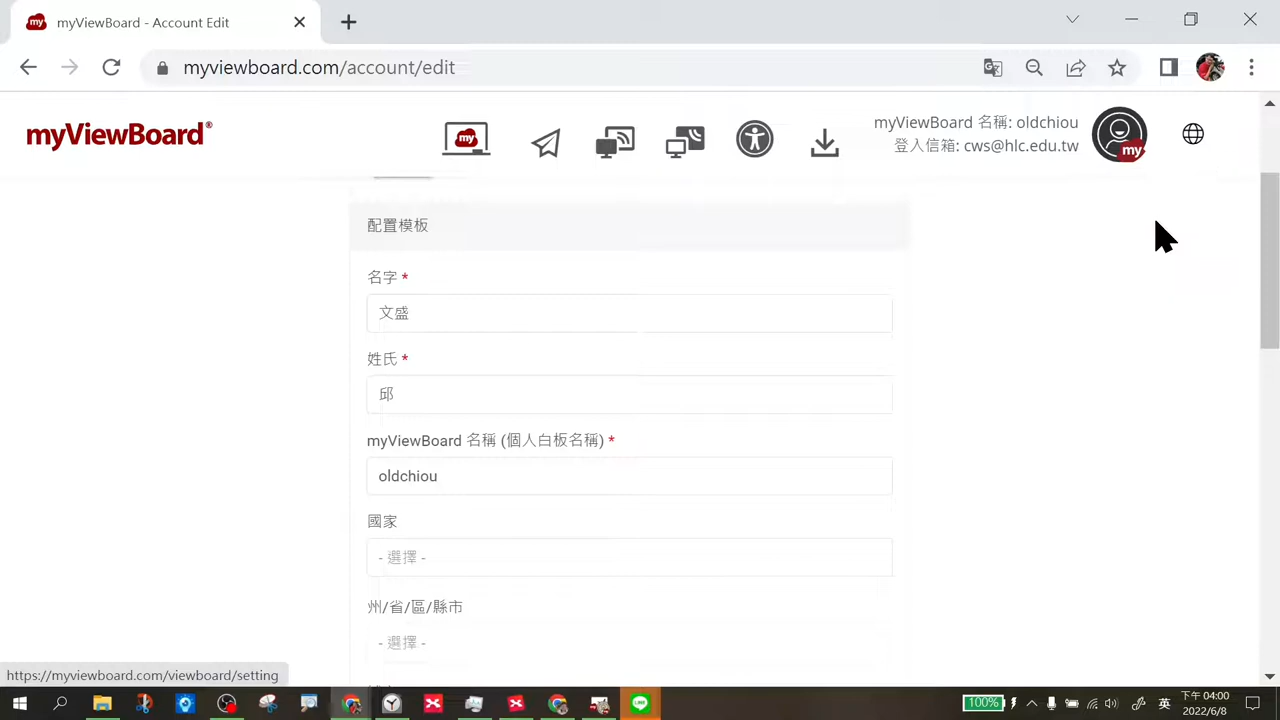 myViewBoard - Account Edit
myviewboard.com/account/edit
myViewBoard®
my
myViewBoard 名稱: oldchiou
登入信箱: cws@hlc.edu.tw
my
配置模板
名字 *
文盛
姓氏 *
邱
myViewBoard 名稱 (個人白板名稱) *
oldchiou
國家
- 選擇 -
州/省/區/縣市
- 選擇 -
https://myviewboard.com/viewboard/setting
100%
英
下午 04:00
2022/6/8